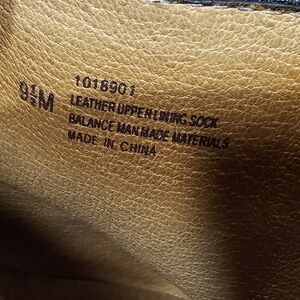 9½M
1018901
LEATHER UPPER LINING SOCK
BALANCE MAN MADE MATERIALS
MADE IN CHINA